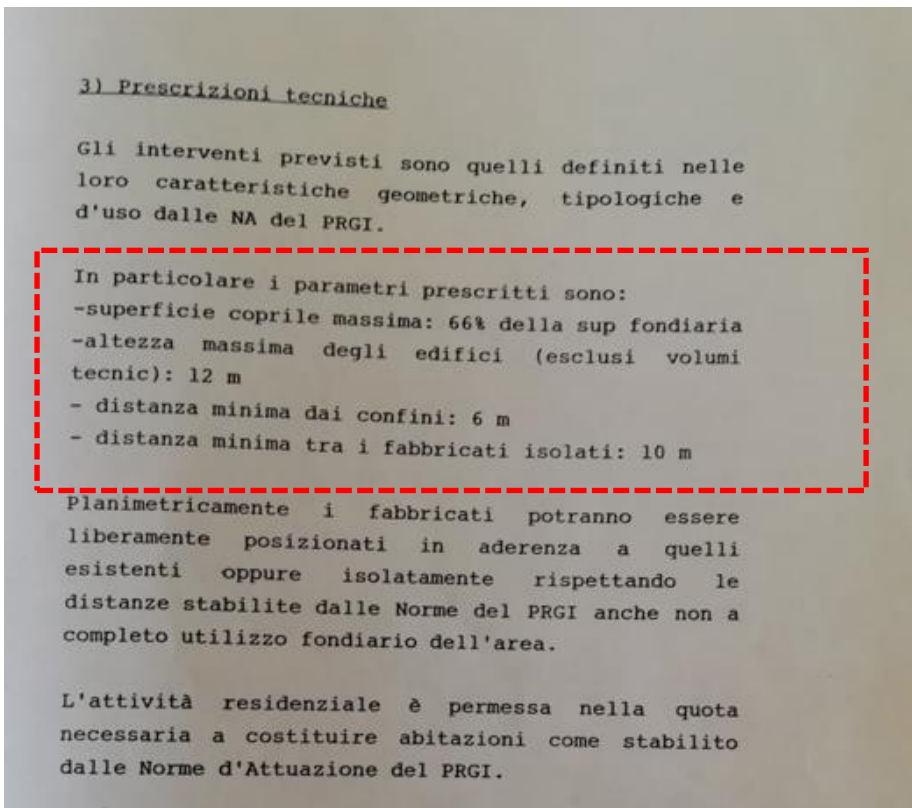 3) Prescrizioni tecniche
Gli interventi previsti sono quelli definiti nelle
loro caratteristiche geometriche, tipologiche e
d'uso dalle NA del PRGI.
In particolare i parametri prescritti sono:
-superficie coprile massima: 66% della sup fondiaria
-altezza massima degli edifici (esclusi volumi
tecnic): 12 m
- distanza minima dai confini: 6 m
- distanza minima tra i fabbricati isolati: 10 m
Planimetricamente i fabbricati potranno essere
liberamente posizionati in aderenza a quelli
esistenti oppure isolatamente rispettando le
distanze stabilite dalle Norme del PRGI anche non a
completo utilizzo fondiario dell'area.
L'attività residenziale è permessa nella quota
necessaria a costituire abitazioni come stabilito
dalle Norme d'Attuazione del PRGI.